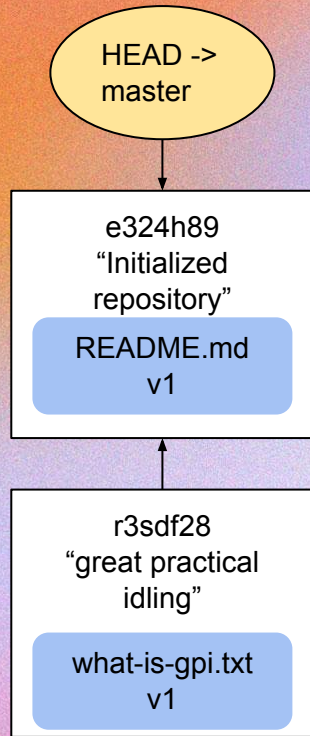 HEAD ->
master
e324h89
“Initialized
repository”
README.md
v1
r3sdf28
“great practical
idling”
what-is-gpi.txt
v1